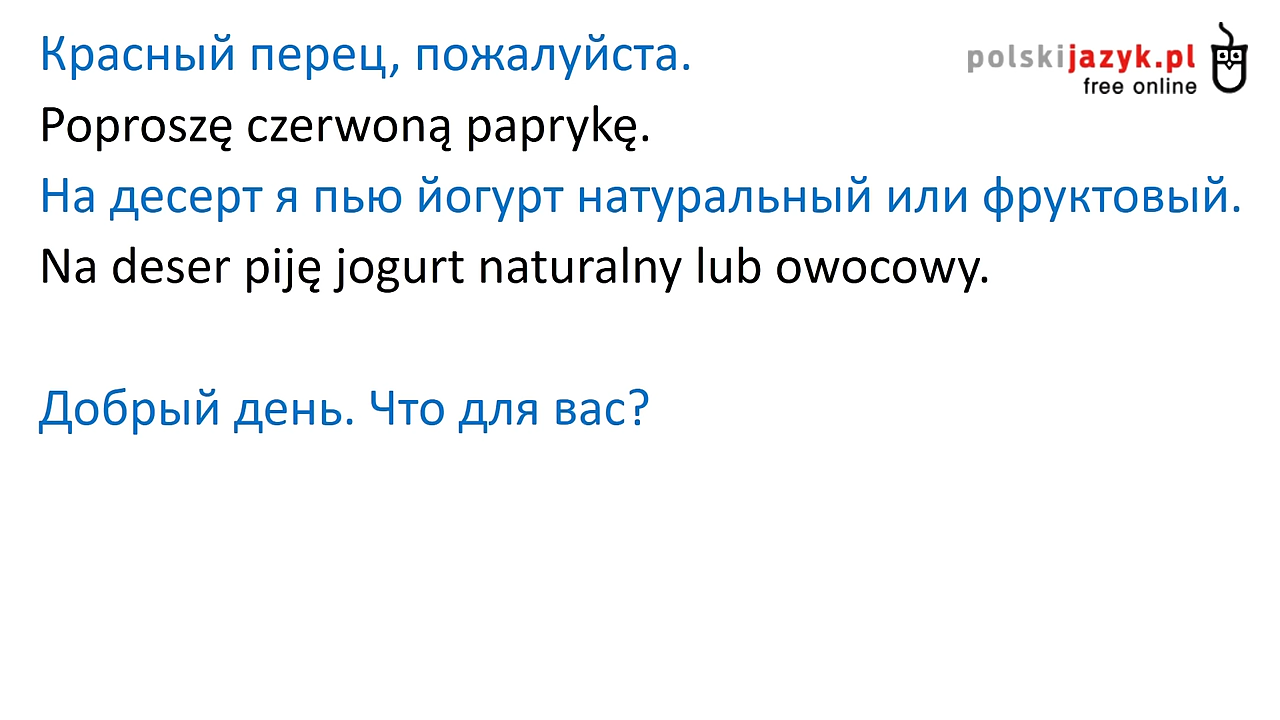 Красный перец, пожалуйста.
polskijazyk.pl
free online
Poproszę czerwoną paprykę.
На десерт я пью йогурт натуральный или фруктовый.
Na deser piję jogurt naturalny lub owocowy.
Добрый день. Что для вас?